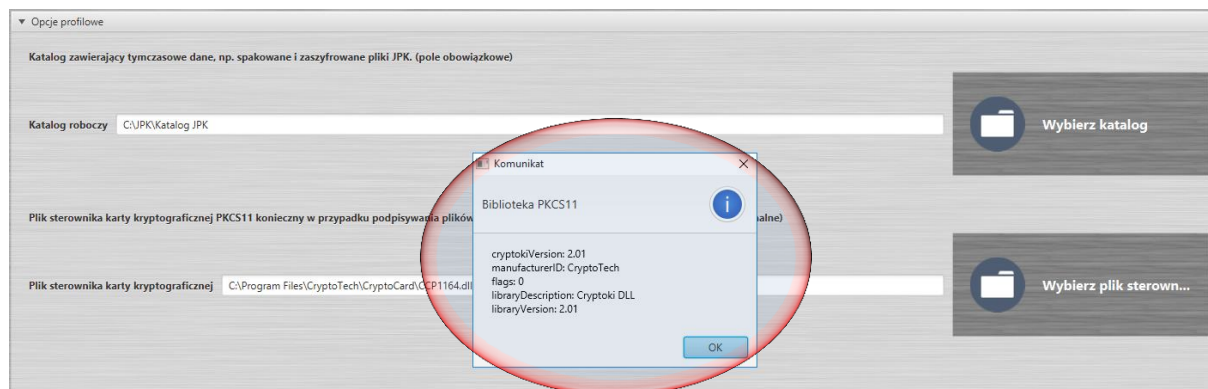 Opcje profilowe
Katalog zawierający tymczasowe dane, np. spakowane i zaszyfrowane pliki JPK. (pole obowiązkowe)
Katalog roboczy C:\JPK\Katalog JPK
Wybierz katalog
Komunikat
Biblioteka PKCS11
Plik sterownika karty kryptograficznej PKCS11 konieczny w przypadku podpisywania plików
cryptokiVersion: 2.01
manufacturerID: CryptoTech
flags: 0
libraryDescription: Cryptoki DLL
libraryVersion: 2.01
Plik sterownika karty kryptograficznej C:\Program Files\CryptoTech\CryptoCard\CCP1164.dll
Wybierz plik sterown...
OK